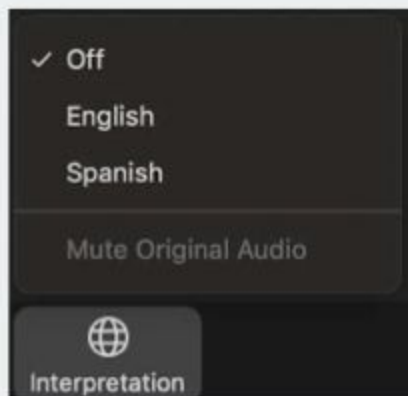 Off
English
Spanish
Mute Original Audio
Interpretation